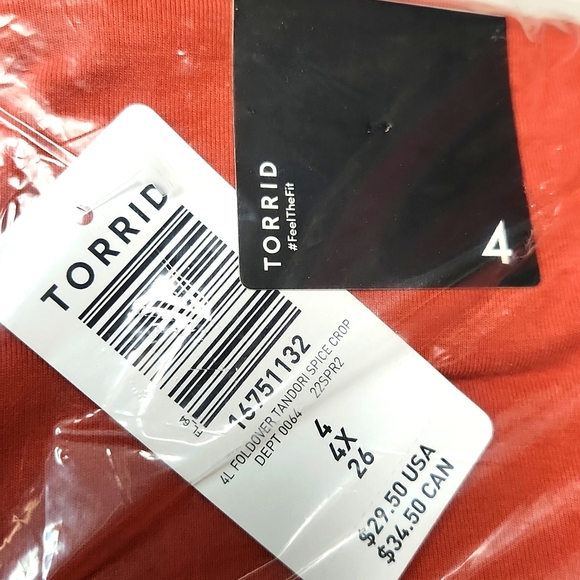 TORRID
#FeelTheFit
4
TORRID
16751132
4L FOLDOVER TANDORI SPICE CROP
DEPT 0064 22SPR2
4
4X
26
$29.50 USA
$34.50 CAN